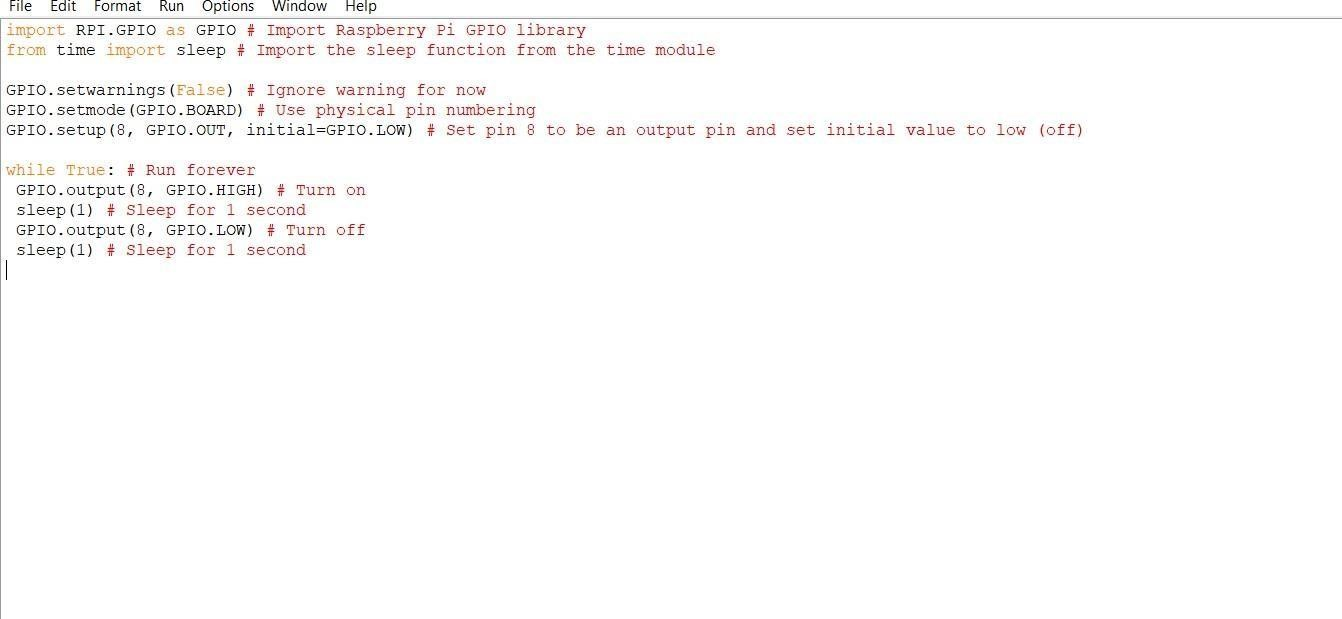 File Edit Format Run Options Window Help
import RPI.GPIO as GPIO # Import Raspberry Pi GPIO library
from time import sleep # Import the sleep function from the time module
GPIO.setwarnings(False) # Ignore warning for now
GPIO.setmode(GPIO.BOARD) # Use physical pin numbering
GPIO.setup(8, GPIO.OUT, initial=GPIO.LOW) # Set pin 8 to be an output pin and set initial value to low (off)
while True: # Run forever
 GPIO.output(8, GPIO.HIGH) # Turn on
 sleep(1) # Sleep for 1 second
 GPIO.output(8, GPIO.LOW) # Turn off
 sleep(1) # Sleep for 1 second